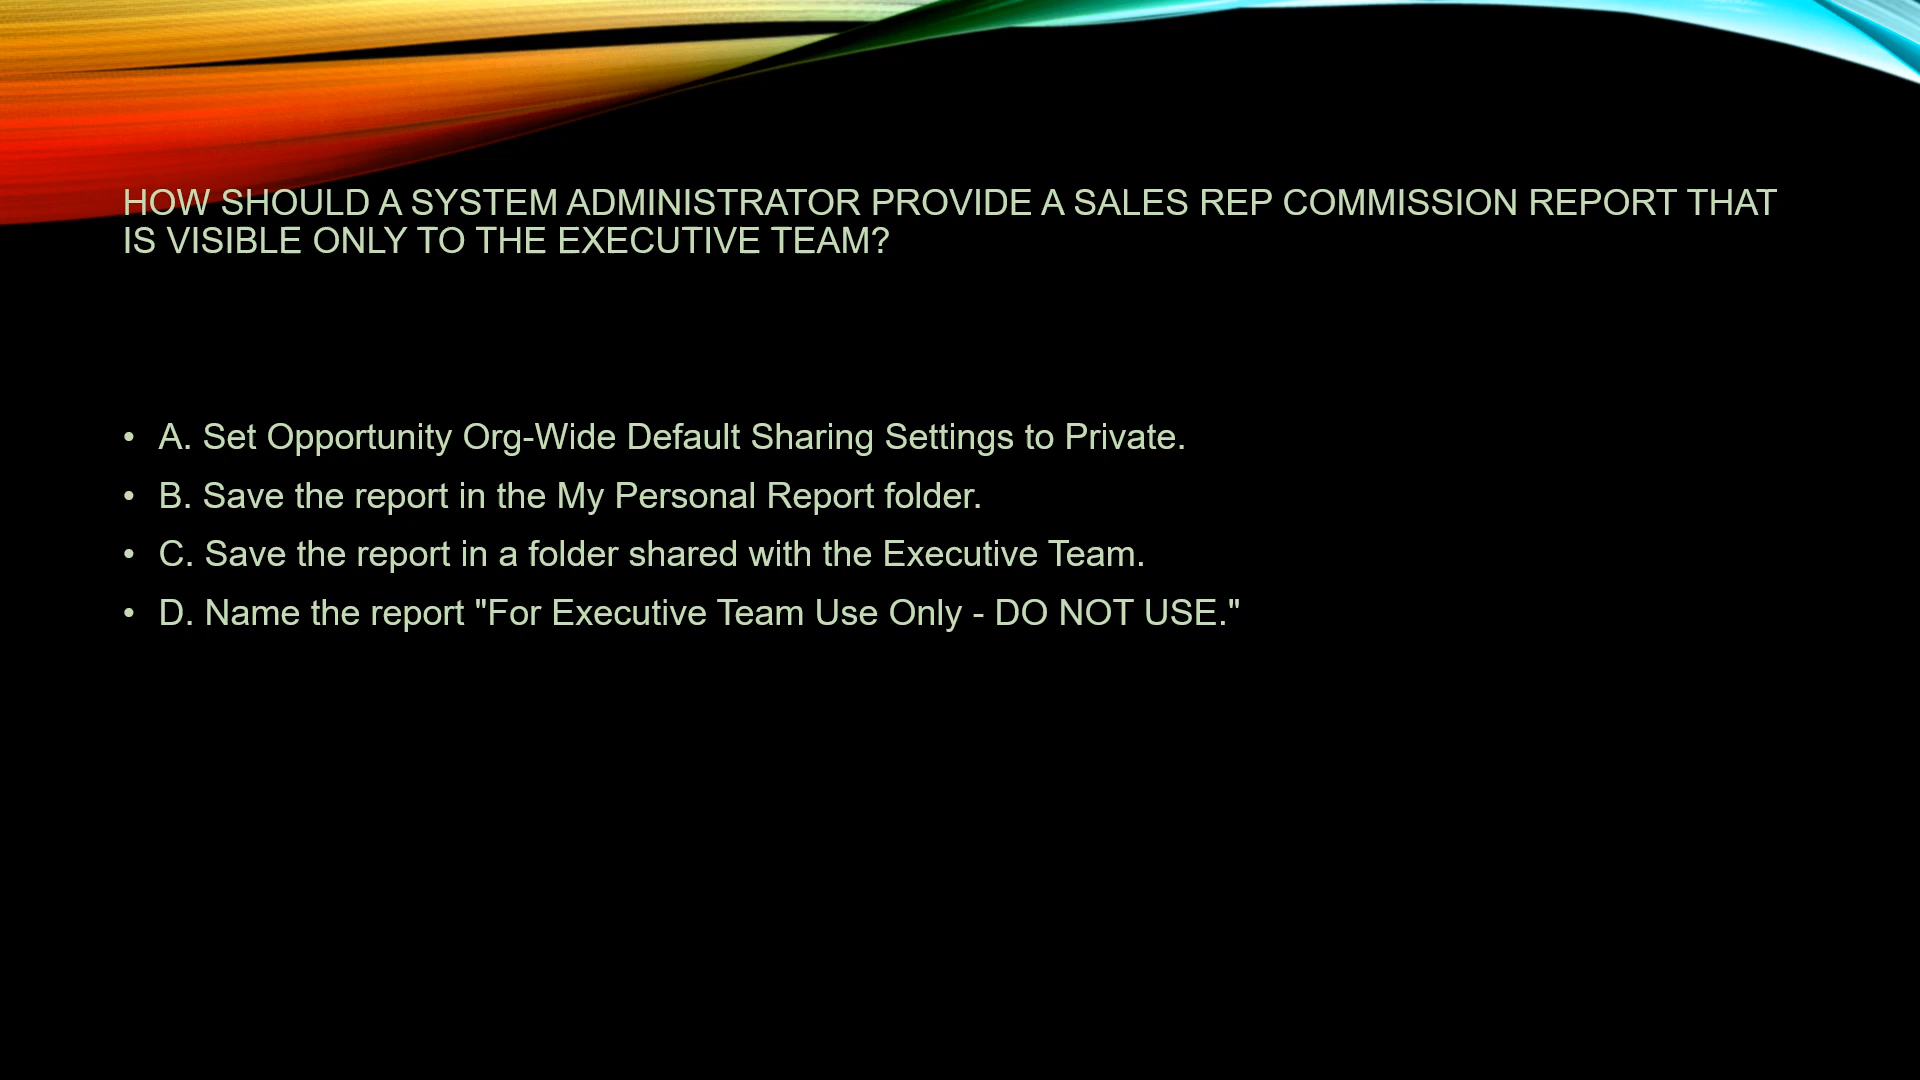 HOW SHOULD A SYSTEM ADMINISTRATOR PROVIDE A SALES REP COMMISSION REPORT THAT
IS VISIBLE ONLY TO THE EXECUTIVE TEAM?
• A. Set Opportunity Org-Wide Default Sharing Settings to Private.
• B. Save the report in the My Personal Report folder.
• C. Save the report in a folder shared with the Executive Team.
• D. Name the report "For Executive Team Use Only - DO NOT USE."